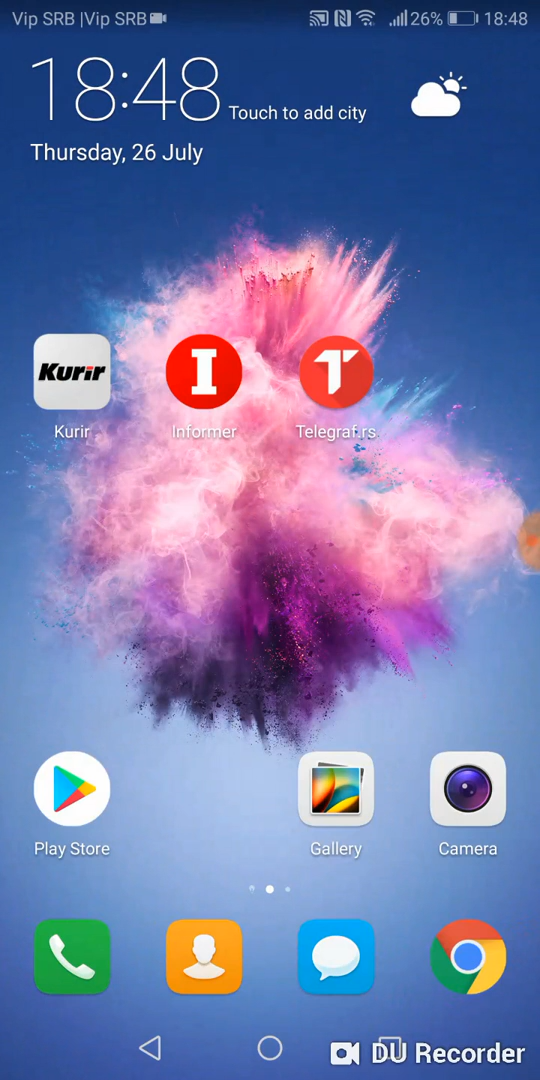 Vip SRB |Vip SRB 26% 18:48
18:48 Touch to add city
Thursday, 26 July
Kurir
Kurir Informer Telegraf.rs
Play Store Gallery Camera
DU Recorder